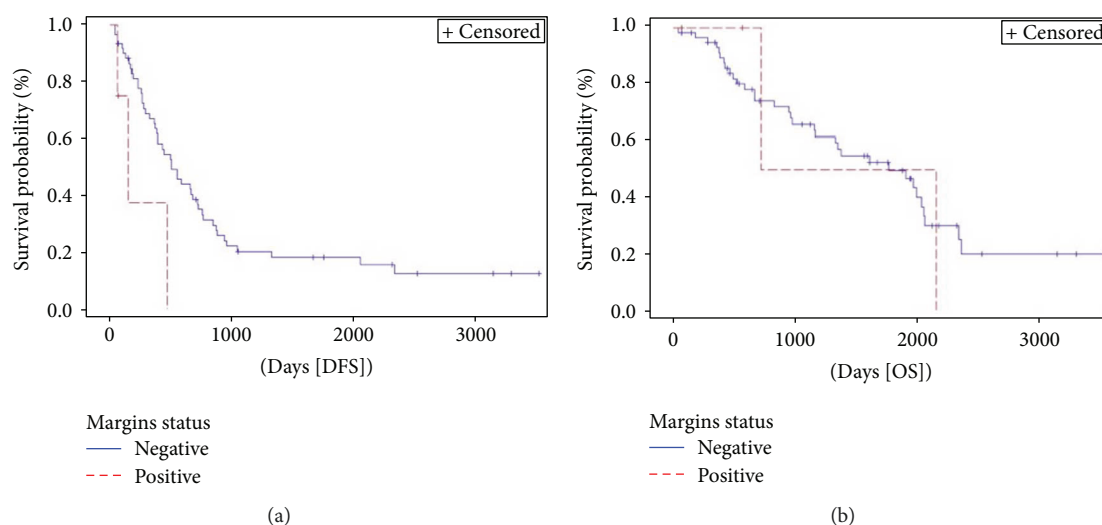 + Censored
1.0
0.8
0.6
0.4
0.2
0.0
Survival probability (%)
0
1000
2000
3000
(Days [DFS])
Margins status
Negative
Positive
(a)
+ Censored
1.0
0.8
0.6
0.4
0.2
0.0
Survival probability (%)
0
1000
2000
3000
(Days [OS])
Margins status
Negative
Positive
(b)